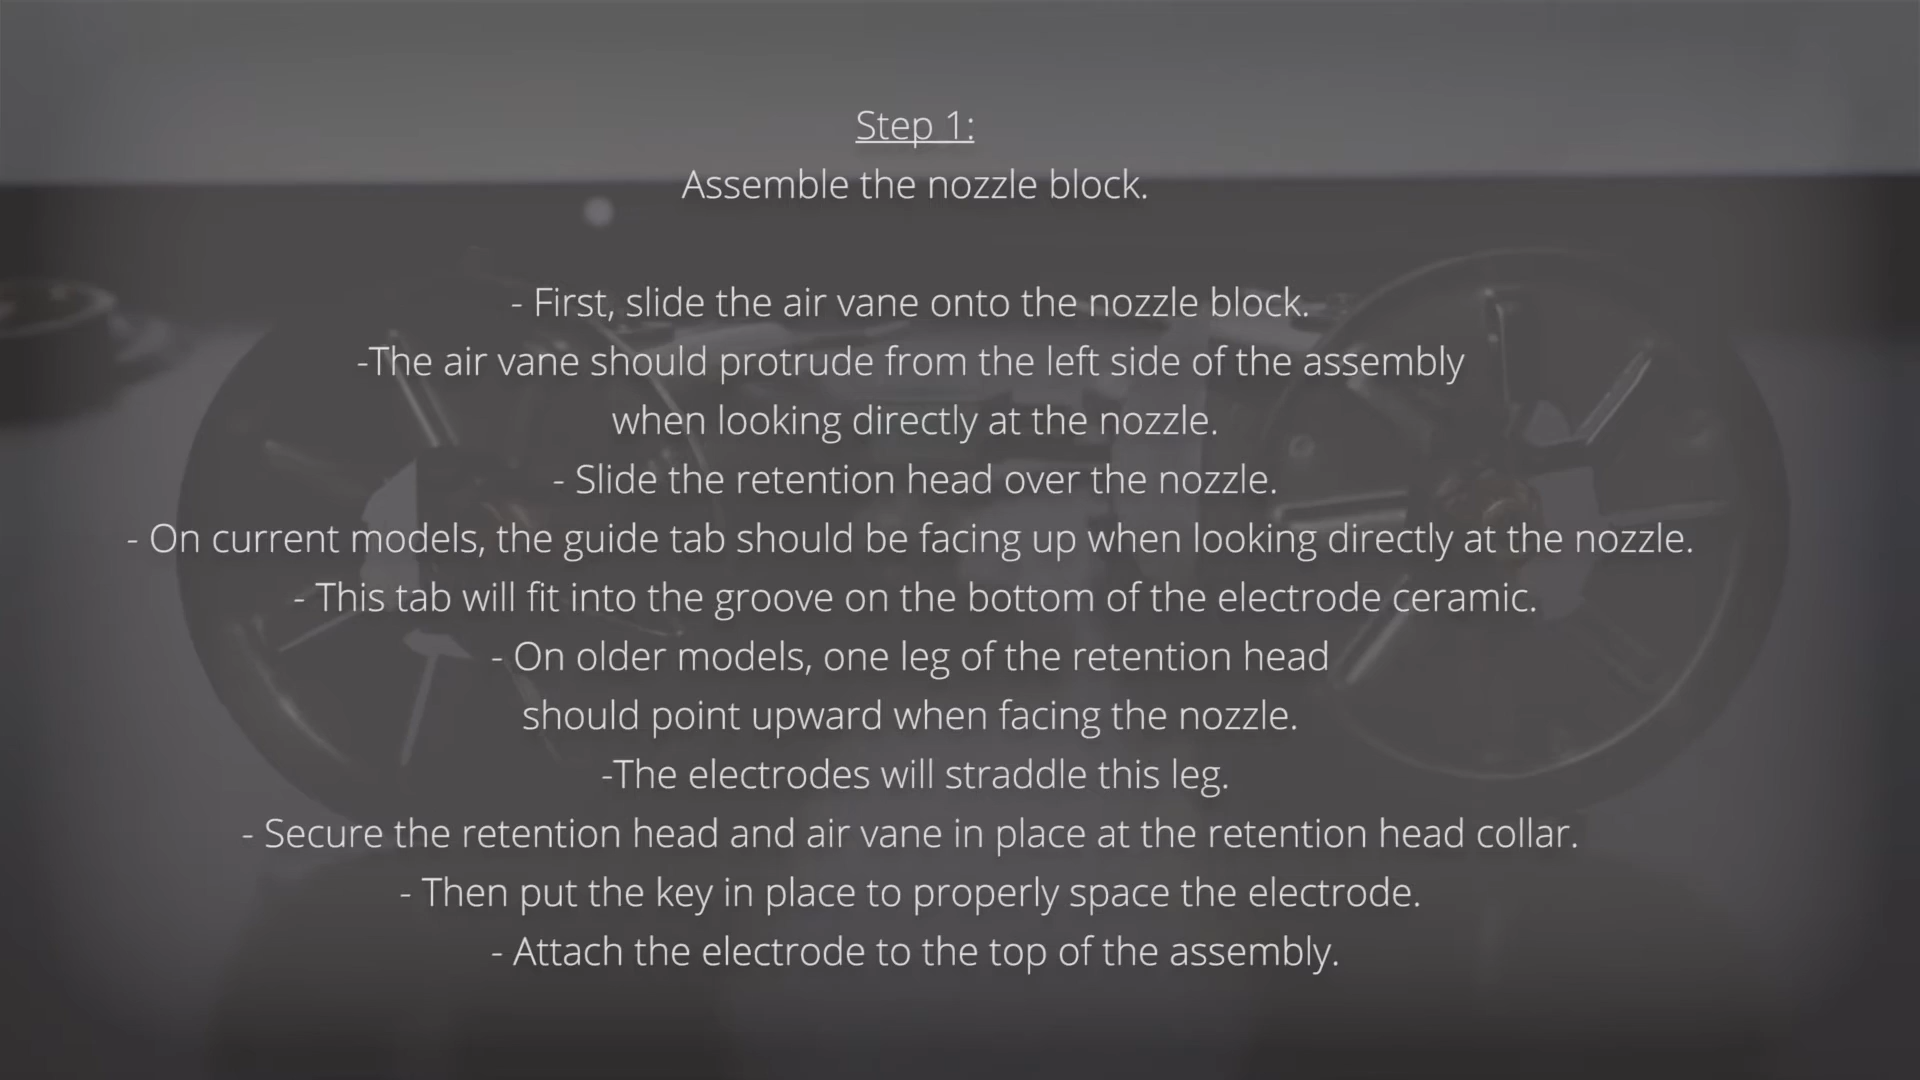 Step 1:
Assemble the nozzle block.
- First, slide the air vane onto the nozzle block.
-The air vane should protrude from the left side of the assembly
when looking directly at the nozzle.
- Slide the retention head over the nozzle.
- On current models, the guide tab should be facing up when looking directly at the nozzle.
- This tab will fit into the groove on the bottom of the electrode ceramic.
- On older models, one leg of the retention head
should point upward when facing the nozzle.
-The electrodes will straddle this leg.
- Secure the retention head and air vane in place at the retention head collar.
- Then put the key in place to properly space the electrode.
- Attach the electrode to the top of the assembly.